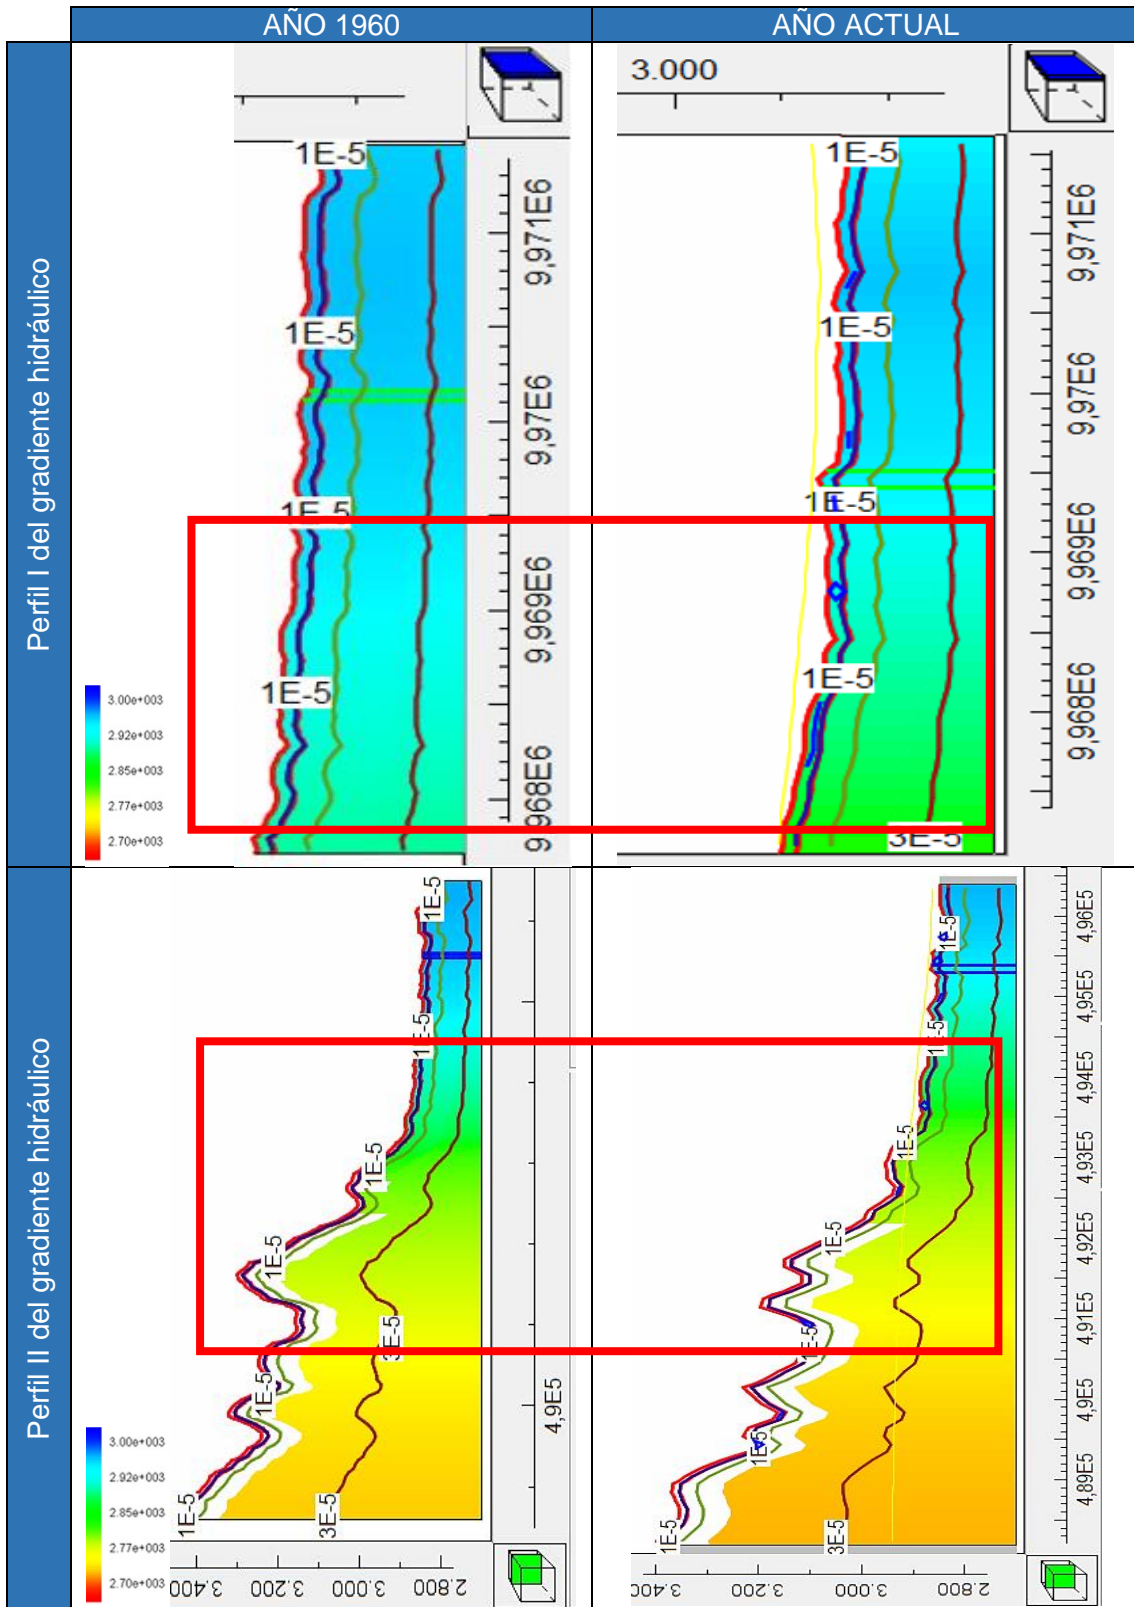 AÑO 1960
AÑO ACTUAL
Perfil I del gradiente hidráulico
3.00e+003
2.92e+003
2.85e+003
2.77e+003
2.70e+003
1E-5
1E-5
1E-5
1E-5
9,971E6
9,97E6
9,969E6
9,968E6
3.000
1E-5
1E-5
1E-5
1E-5
3E-5
9,971E6
9,97E6
9,969E6
9,968E6
Perfil II del gradiente hidráulico
3.00e+003
2.92e+003
2.85e+003
2.77e+003
2.70e+003
1E-5
1E-5
1E-5
1E-5
1E-5
1E-5
3E-5
3E-5
4,9E5
3.400
3.200
3.000
2.800
1E-5
1E-5
1E-5
1E-5
1E-5
1E-5
1E-5
3E-5
4,96E5
4,95E5
4,94E5
4,93E5
4,92E5
4,91E5
4,9E5
4,89E5
3.400
3.200
3.000
2.800